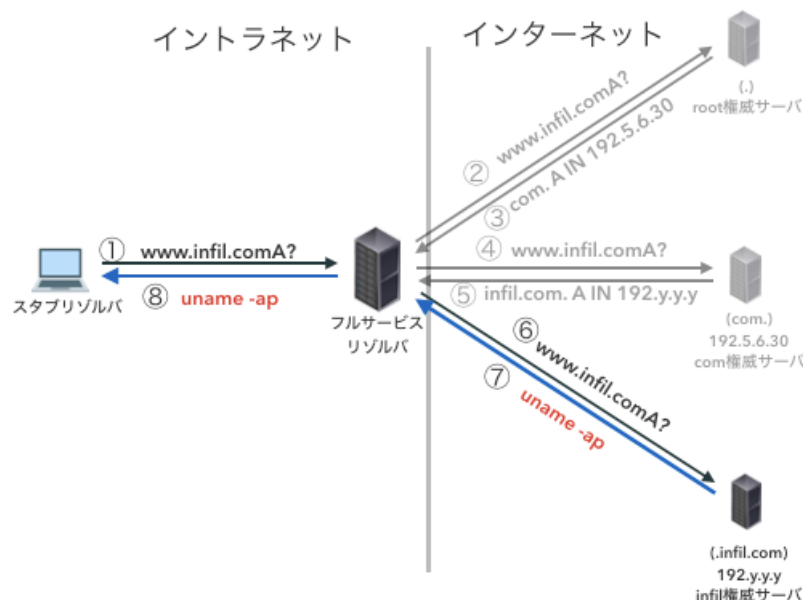 イントラネット
インターネット
(.)
root権威サーバ
② www.infil.comA?
③ com. A IN 192.5.6.30
① www.infil.comA?
④ www.infil.comA?
⑧ uname -ap
⑤ infil.com. A IN 192.y.y.y
スタブリゾルバ
フルサービス
リゾルバ
(com.)
192.5.6.30
com権威サーバ
⑥ www.infil.comA?
⑦ uname -ap
(.infil.com)
192.y.y.y
infil権威サーバ